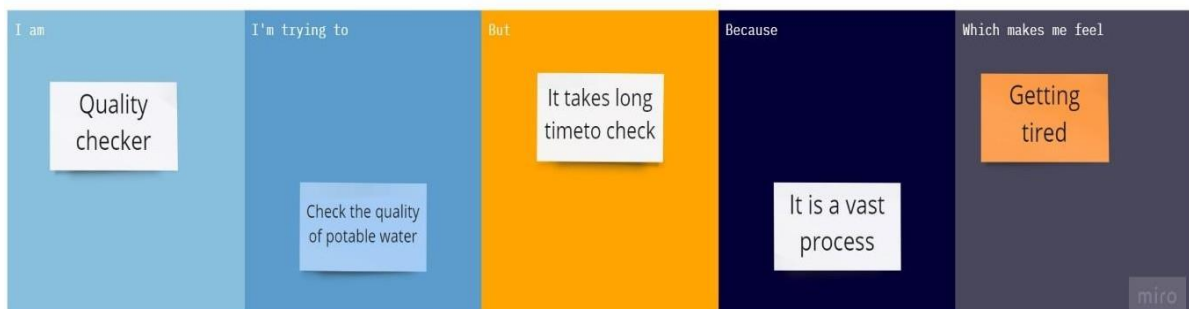 I am
Quality
checker
I'm trying to
Check the quality
of potable water
But
It takes long
timeto check
Because
It is a vast
process
Which makes me feel
Getting
tired
miro